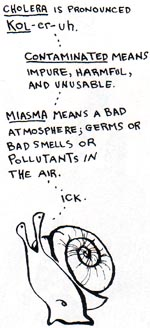 CHOLERA IS PRONOUNCED
KOL-er-uh.
CONTAMINATED MEANS
IMPURE, HARMFUL,
AND UNUSABLE.
MIASMA MEANS A BAD
ATMOSPHERE; GERMS OR
BAD SMELLS OR
POLLUTANTS IN
THE AIR.
ICK.